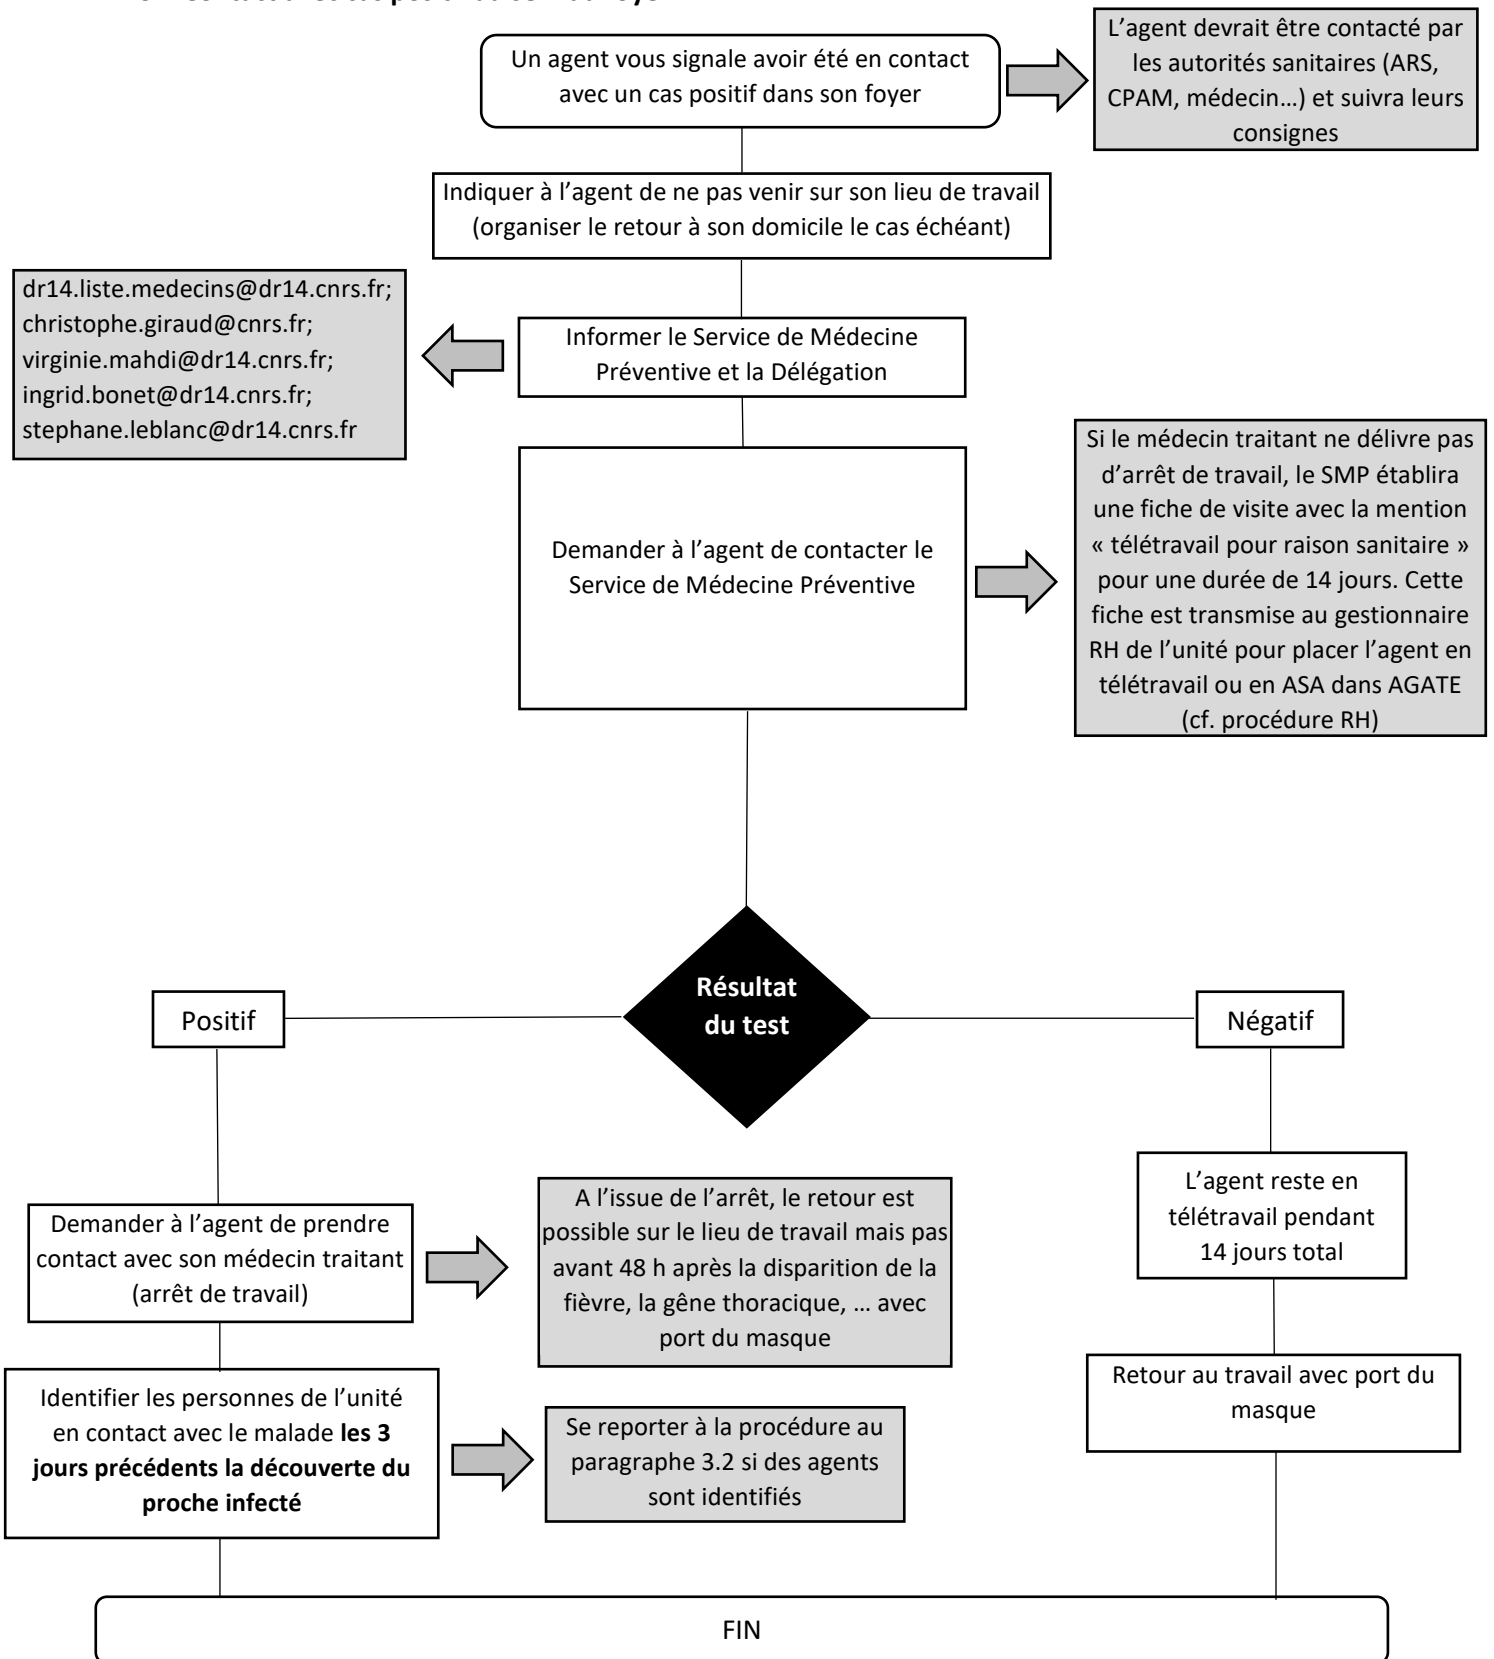 Un agent vous signale avoir été en contact
avec un cas positif dans son foyer
L’agent devrait être contacté par
les autorités sanitaires (ARS,
CPAM, médecin…) et suivra leurs
consignes
Indiquer à l’agent de ne pas venir sur son lieu de travail
(organiser le retour à son domicile le cas échéant)
dr14.liste.medecins@dr14.cnrs.fr;
christophe.giraud@cnrs.fr;
virginie.mahdi@dr14.cnrs.fr;
ingrid.bonet@dr14.cnrs.fr;
stephane.leblanc@dr14.cnrs.fr
Informer le Service de Médecine
Préventive et la Délégation
Demander à l’agent de contacter le
Service de Médecine Préventive
Si le médecin traitant ne délivre pas
d’arrêt de travail, le SMP établira
une fiche de visite avec la mention
« télétravail pour raison sanitaire »
pour une durée de 14 jours. Cette
fiche est transmise au gestionnaire
RH de l’unité pour placer l’agent en
télétravail ou en ASA dans AGATE
(cf. procédure RH)
Résultat
du test
Positif
Négatif
Demander à l’agent de prendre
contact avec son médecin traitant
(arrêt de travail)
A l’issue de l’arrêt, le retour est
possible sur le lieu de travail mais pas
avant 48 h après la disparition de la
fièvre, la gêne thoracique, … avec
port du masque
L’agent reste en
télétravail pendant
14 jours total
Identifier les personnes de l’unité
en contact avec le malade les 3
jours précédents la découverte du
proche infecté
Se reporter à la procédure au
paragraphe 3.2 si des agents
sont identifiés
Retour au travail avec port du
masque
FIN